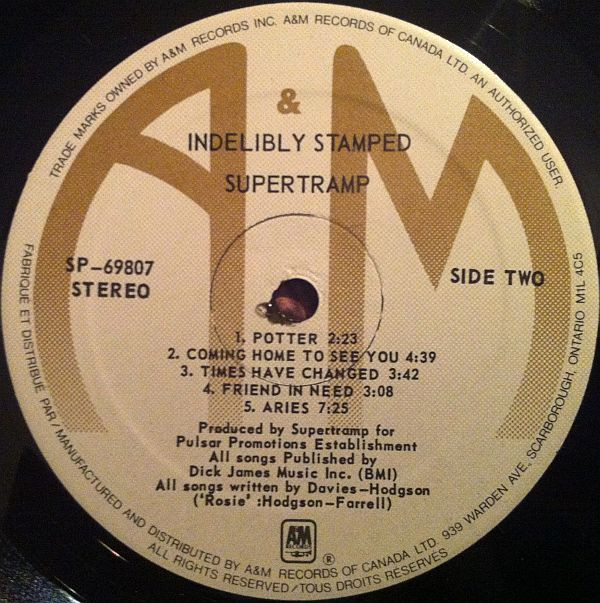 TRADE MARKS OWNED BY A&M RECORDS INC. A&M RECORDS OF CANADA LTD. AN AUTHORIZED USER.
A & M
INDELIBLY STAMPED
SUPERTRAMP
SP-69807
STEREO
SIDE TWO
1. POTTER 2:23
2. COMING HOME TO SEE YOU 4:39
3. TIMES HAVE CHANGED 3:42
4. FRIEND IN NEED 3:08
5. ARIES 7:25
Produced by Supertramp for
Pulsar Promotions Establishment
All songs Published by
Dick James Music Inc. (BMI)
All songs written by Davies-Hodgson
('Rosie' :Hodgson-Farrell)
A&M
RECORDS
®
FABRIQUÉ ET DISTRIBUÉ PAR/MANUFACTURED AND DISTRIBUTED BY A&M RECORDS OF CANADA LTD. 939 WARDEN AVE, SCARBOROUGH, ONTARIO M1L 4C5
ALL RIGHTS RESERVED/TOUS DROITS RÉSERVÉS